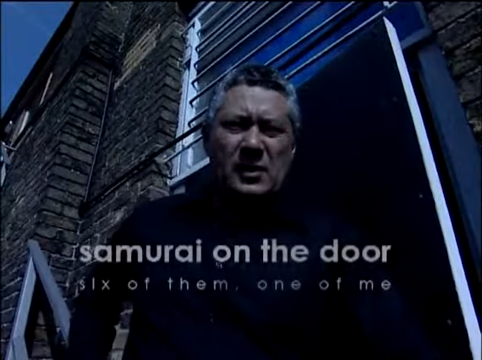 samurai on the door
six of them, one of me